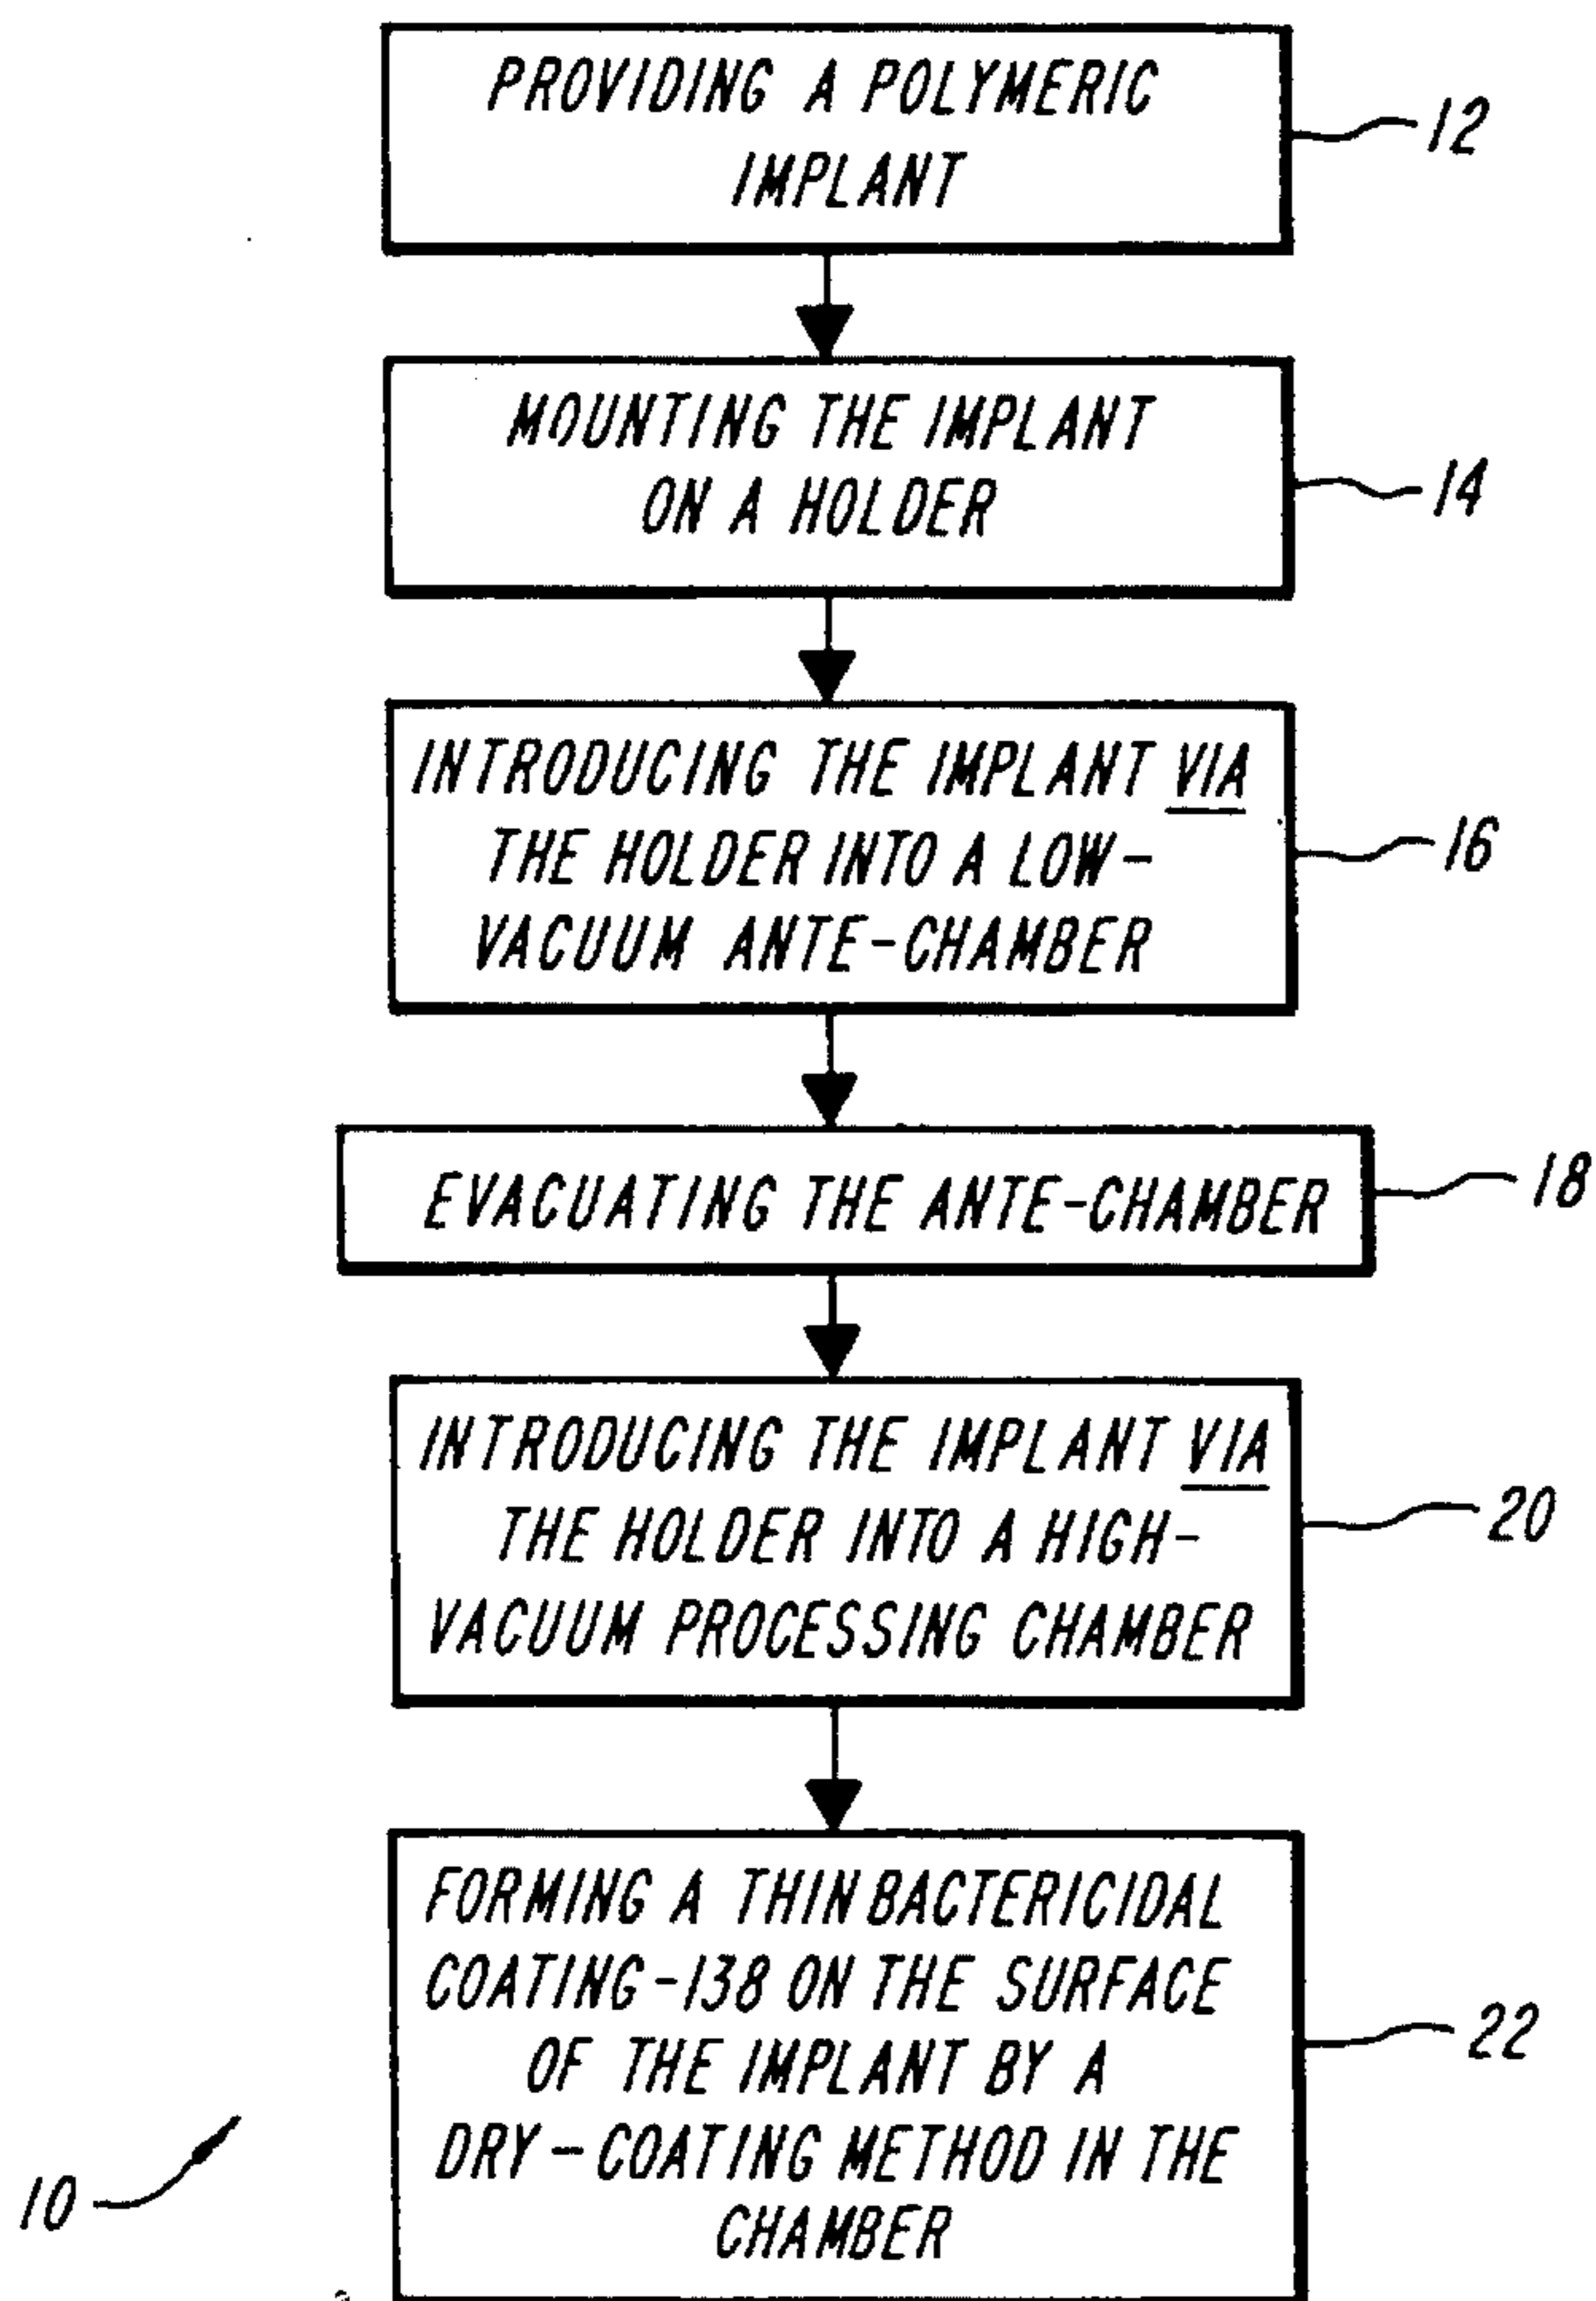 PROVIDING A POLYMERIC
IMPLANT
12
MOUNTING THE IMPLANT
ON A HOLDER
14
INTRODUCING THE IMPLANT VIA
THE HOLDER INTO A LOW-
VACUUM ANTE-CHAMBER
16
EVACUATING THE ANTE-CHAMBER
18
INTRODUCING THE IMPLANT VIA
THE HOLDER INTO A HIGH-
VACUUM PROCESSING CHAMBER
20
FORMING A THIN BACTERICIDAL
COATING-138 ON THE SURFACE
OF THE IMPLANT BY A
DRY-COATING METHOD IN THE
CHAMBER
22
10